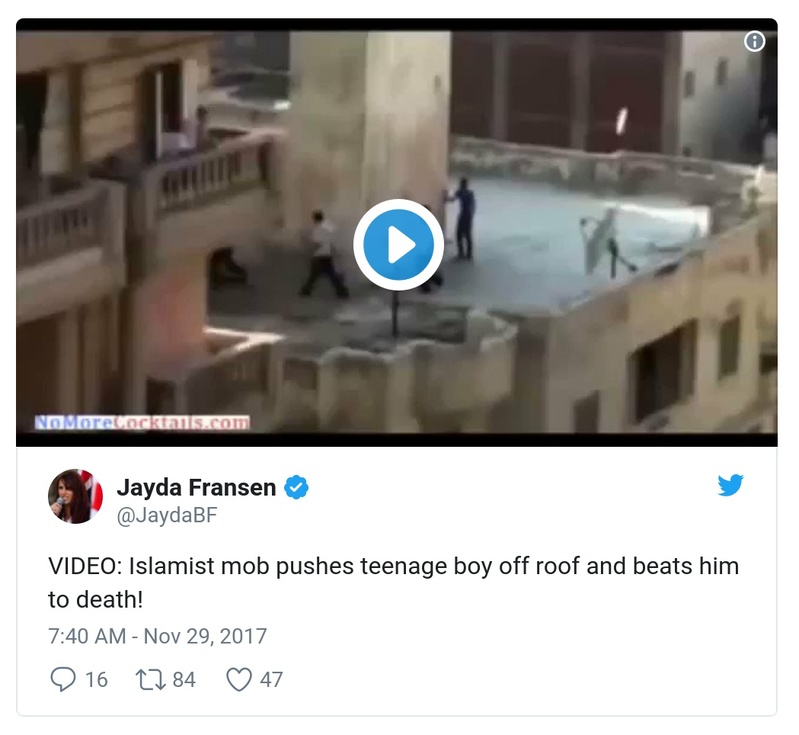 NoMoreCocktails.com
Jayda Fransen
@JaydaBF
VIDEO: Islamist mob pushes teenage boy off roof and beats him
to death!
7:40 AM - Nov 29, 2017
16 84 47